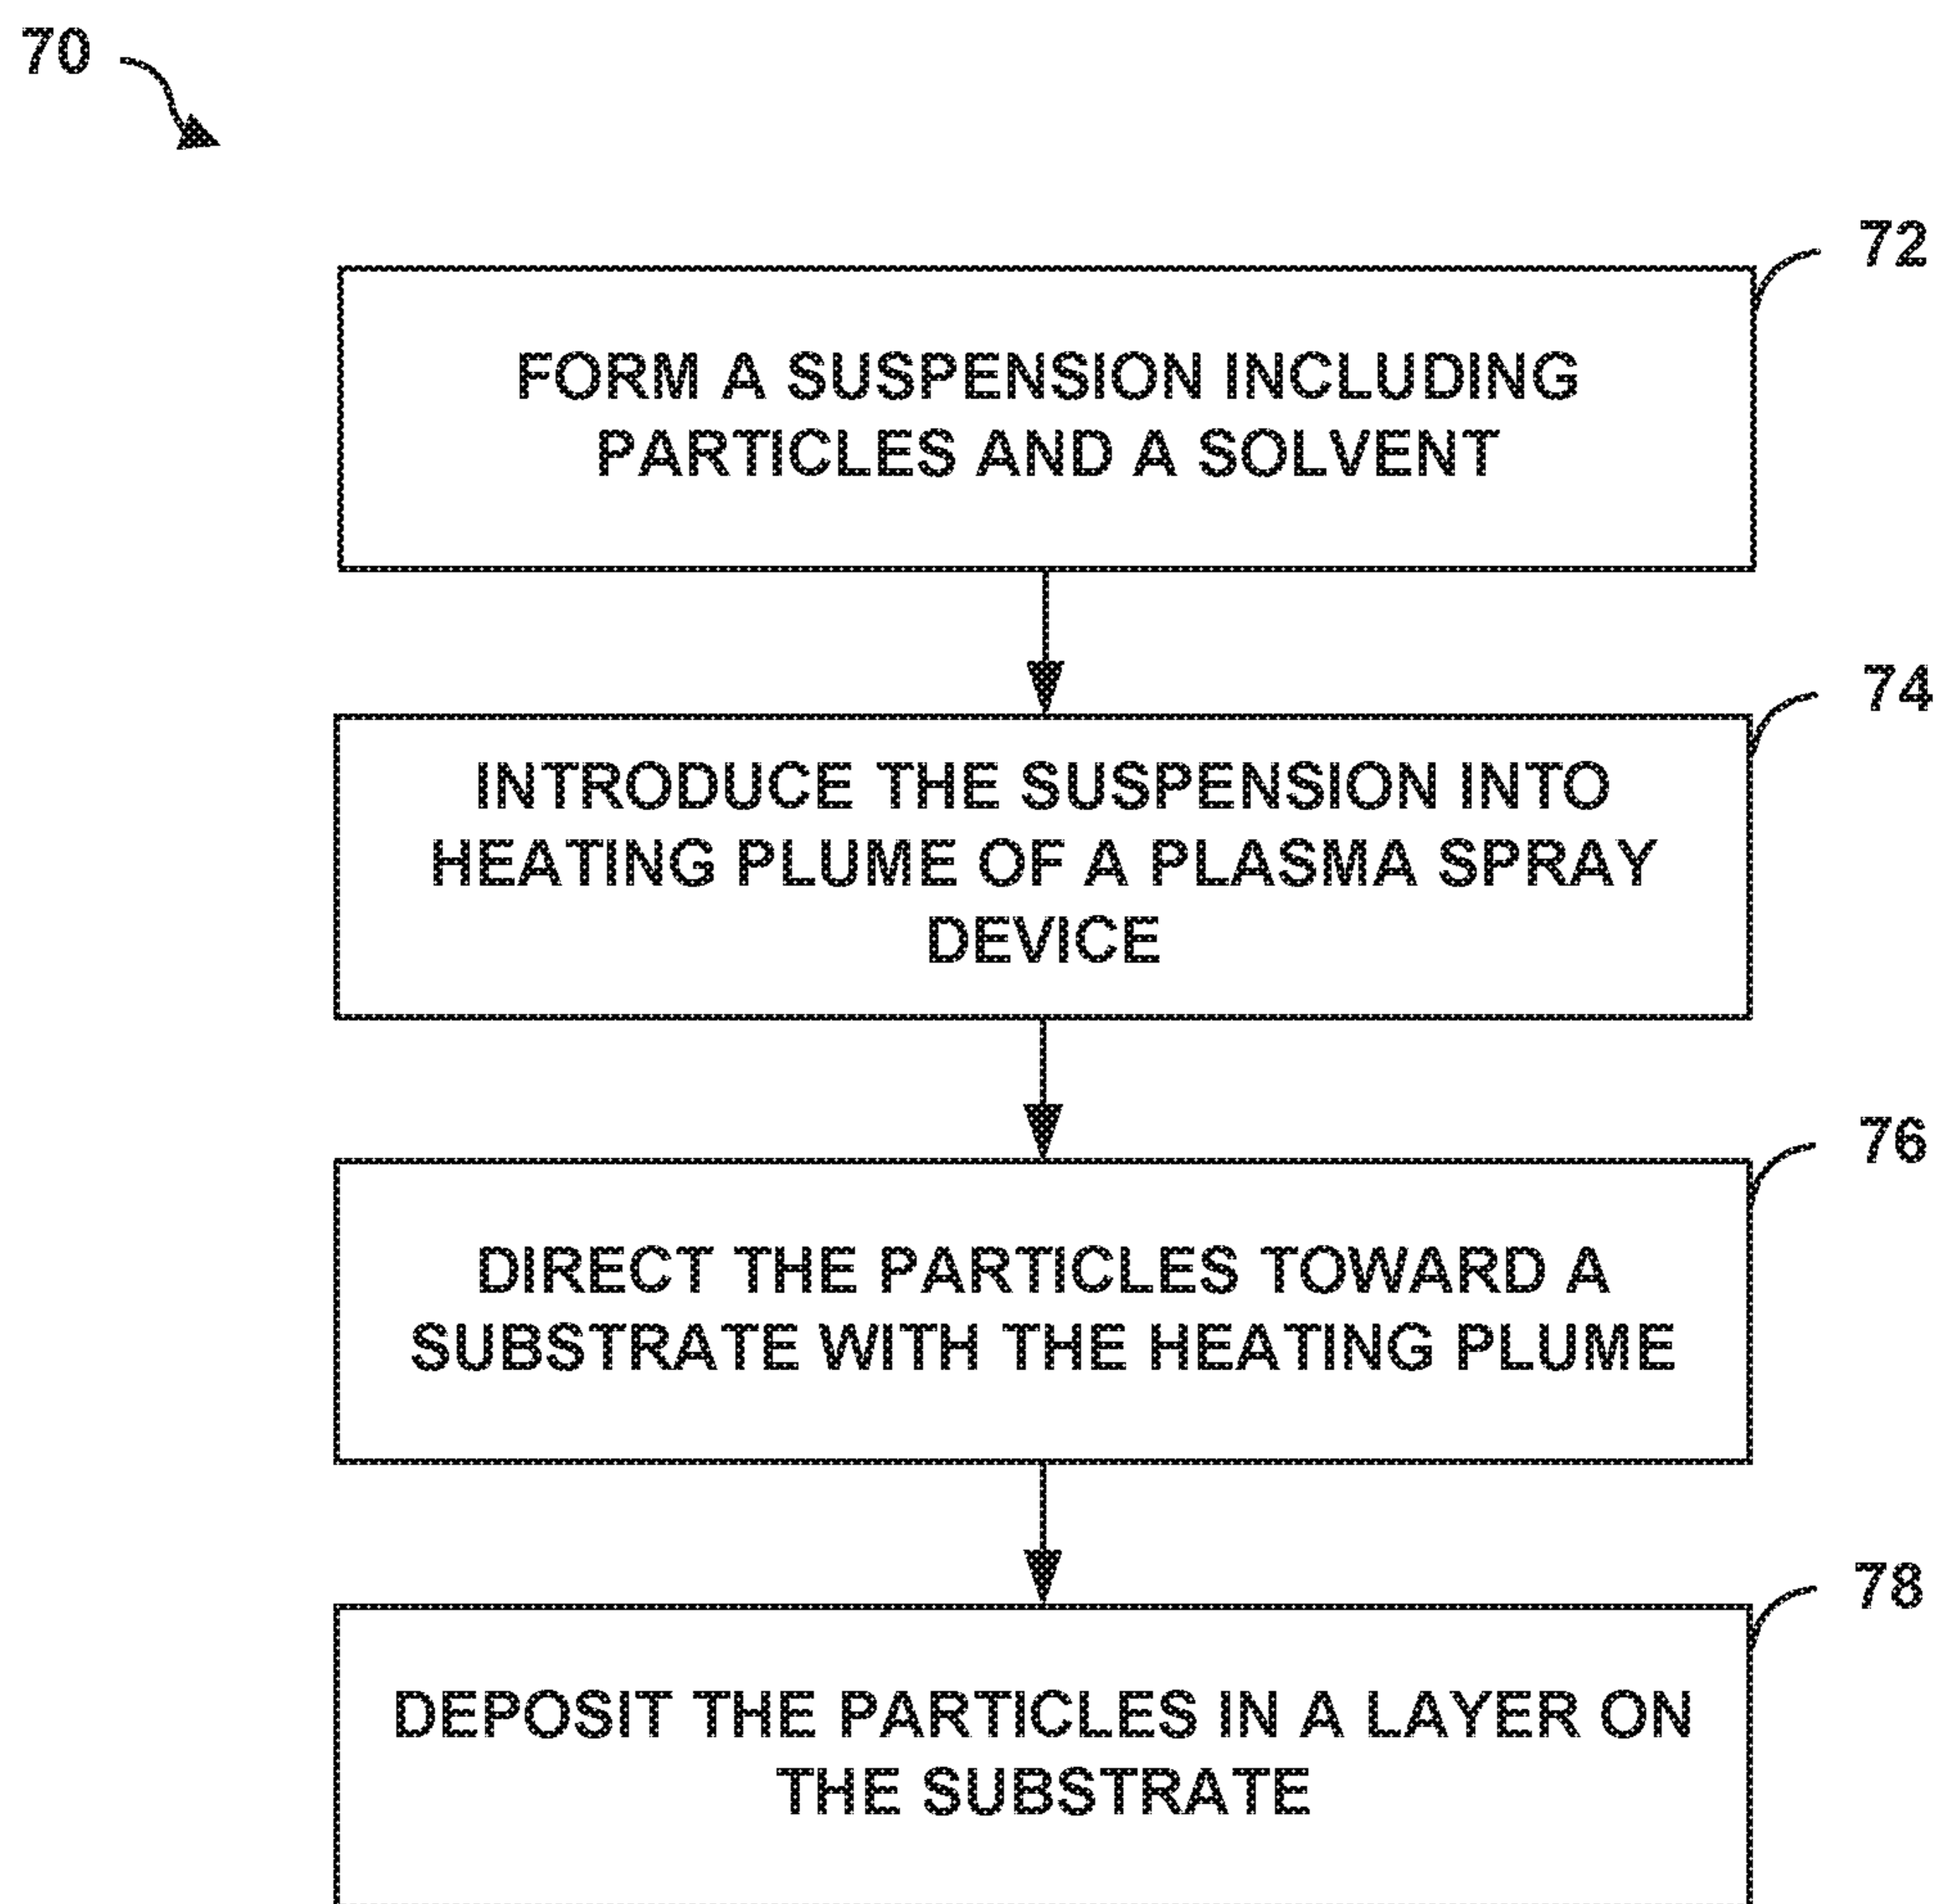 70
72
FORM A SUSPENSION INCLUDING
PARTICLES AND A SOLVENT
74
INTRODUCE THE SUSPENSION INTO
HEATING PLUME OF A PLASMA SPRAY
DEVICE
76
DIRECT THE PARTICLES TOWARD A
SUBSTRATE WITH THE HEATING PLUME
78
DEPOSIT THE PARTICLES IN A LAYER ON
THE SUBSTRATE